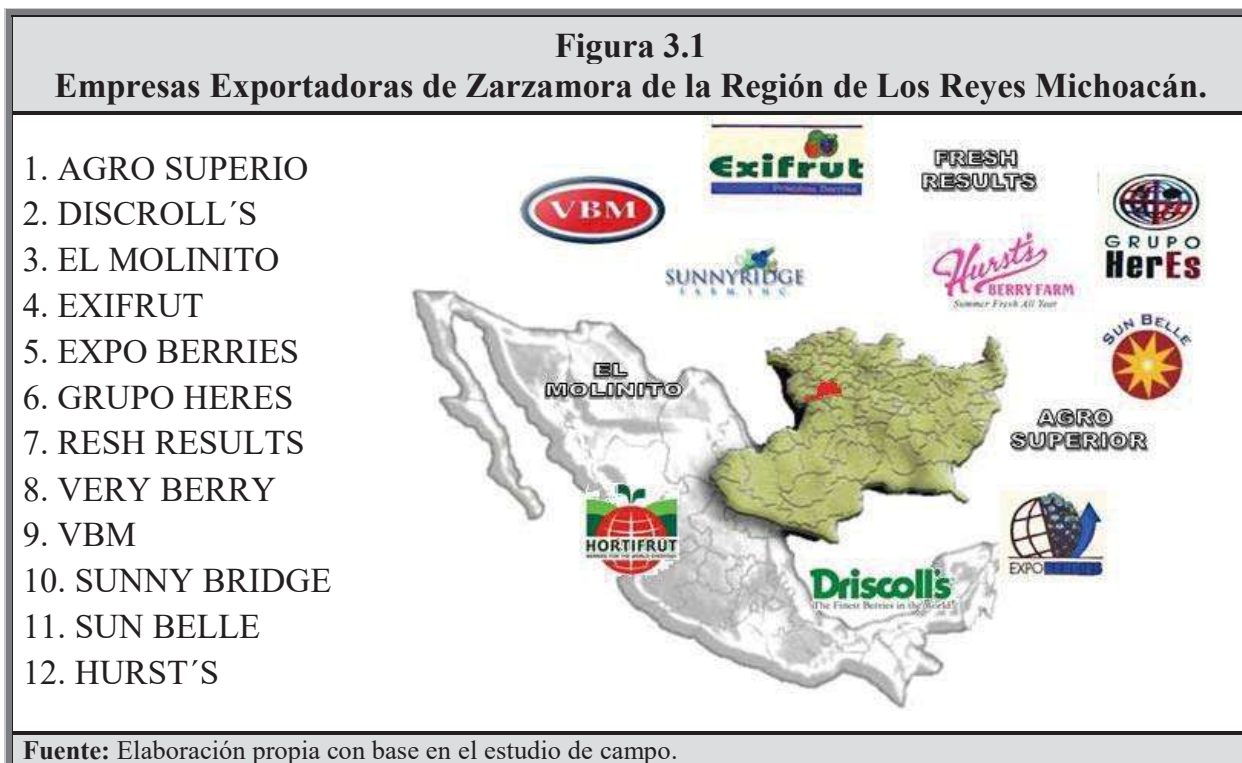 Figura 3.1
Empresas Exportadoras de Zarzamora de la Región de Los Reyes Michoacán.
1. AGRO SUPERIO
2. DISCROLL´S
3. EL MOLINITO
4. EXIFRUT
5. EXPO BERRIES
6. GRUPO HERES
7. RESH RESULTS
8. VERY BERRY
9. VBM
10. SUNNY BRIDGE
11. SUN BELLE
12. HURST´S
Exifrut
FRESH
RESULTS
VBM
GRUPO
HerEs
SUNNYRIDGE
FARM INC.
Hurst's
BERRY FARM
Summer Fresh All Year
SUN BELLE
EL
MOLINITO
AGRO
SUPERIOR
HORTIFRUT
EXPO
Driscoll's
The Finest Berries in the World
Fuente: Elaboración propia con base en el estudio de campo.